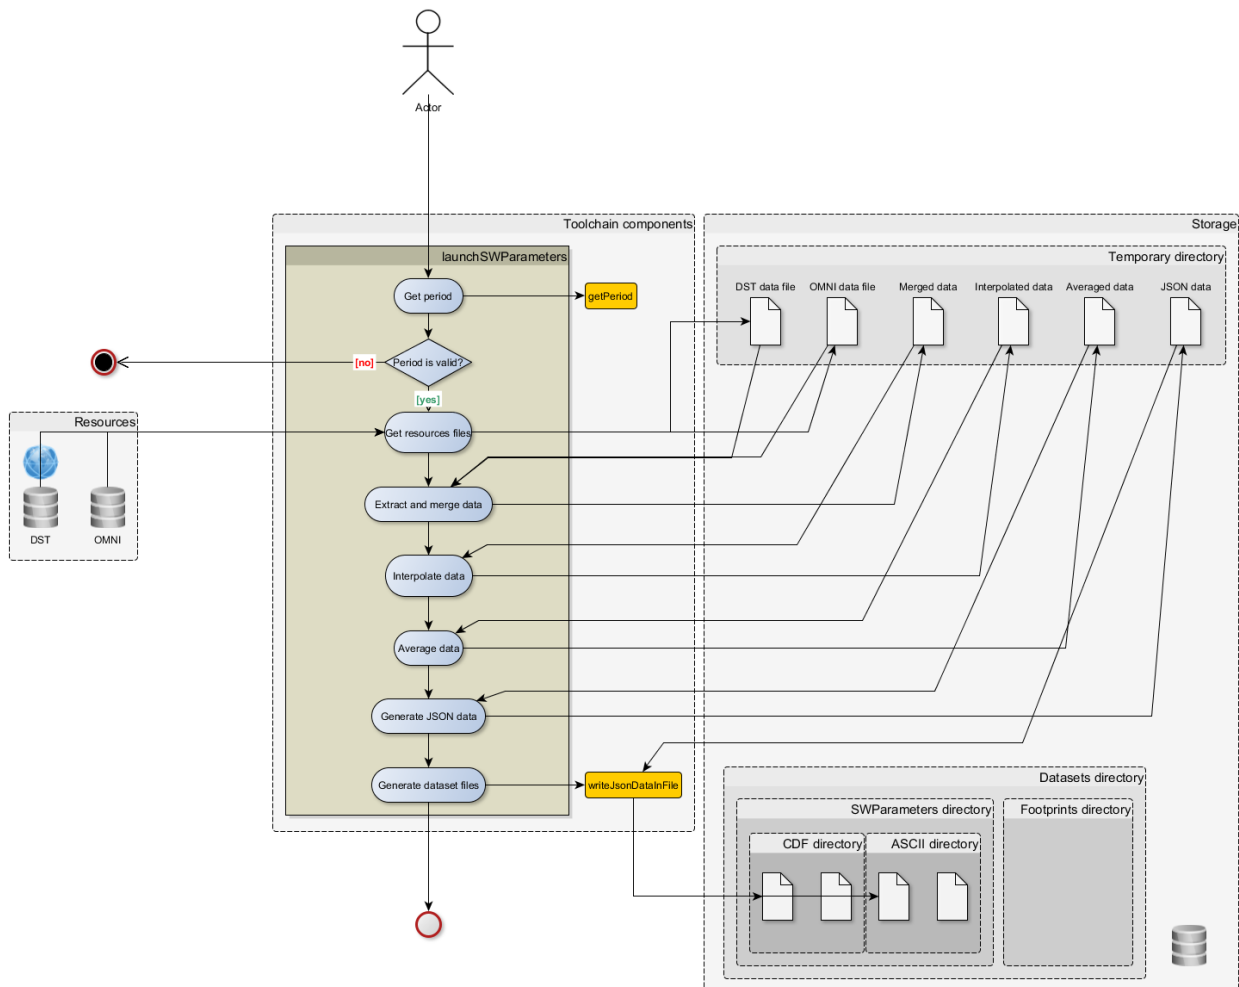 Actor
Toolchain components
Storage
launchSWParameters
Temporary directory
Get period
getPeriod
DST data file
OMNI data file
Merged data
Interpolated data
Averaged data
JSON data
[no]
Period is valid?
[yes]
Resources
Get resources files
DST
OMNI
Extract and merge data
Interpolate data
Average data
Generate JSON data
Generate dataset files
writeJsonDataInFile
Datasets directory
SWParameters directory
Footprints directory
CDF directory
ASCII directory